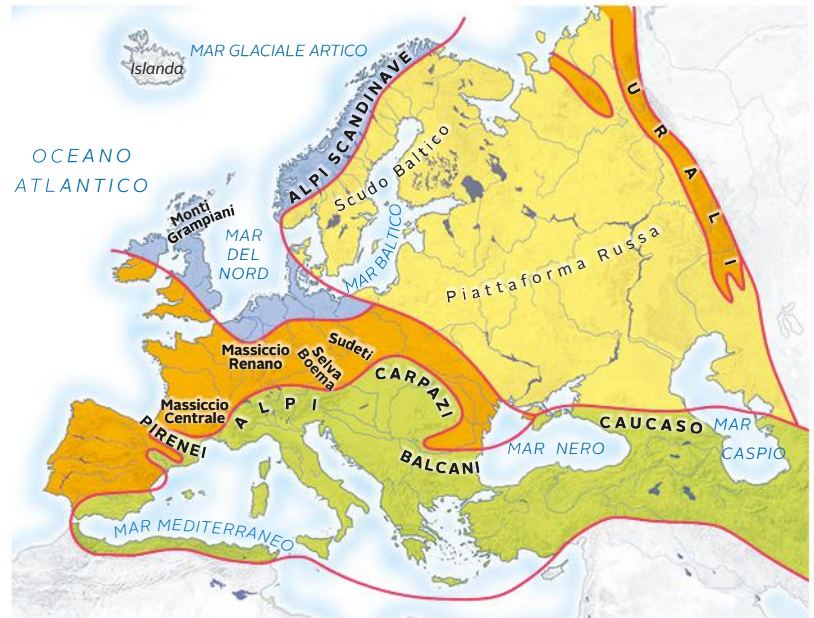 MAR GLACIALE ARTICO
Islanda
ALPI SCANDINAVE
URALI
OCEANO
ATLANTICO
Scudo Baltico
Monti
Grampiani
MAR
DEL
NORD
MAR BALTICO
Piattaforma Russa
Massiccio
Renano
Selva
Boema
Sudeti
CARPAZI
Massiccio
Centrale
ALPI
PIRENEI
BALCANI
MAR NERO
CAUCASO
MAR
CASPIO
MAR MEDITERRANEO